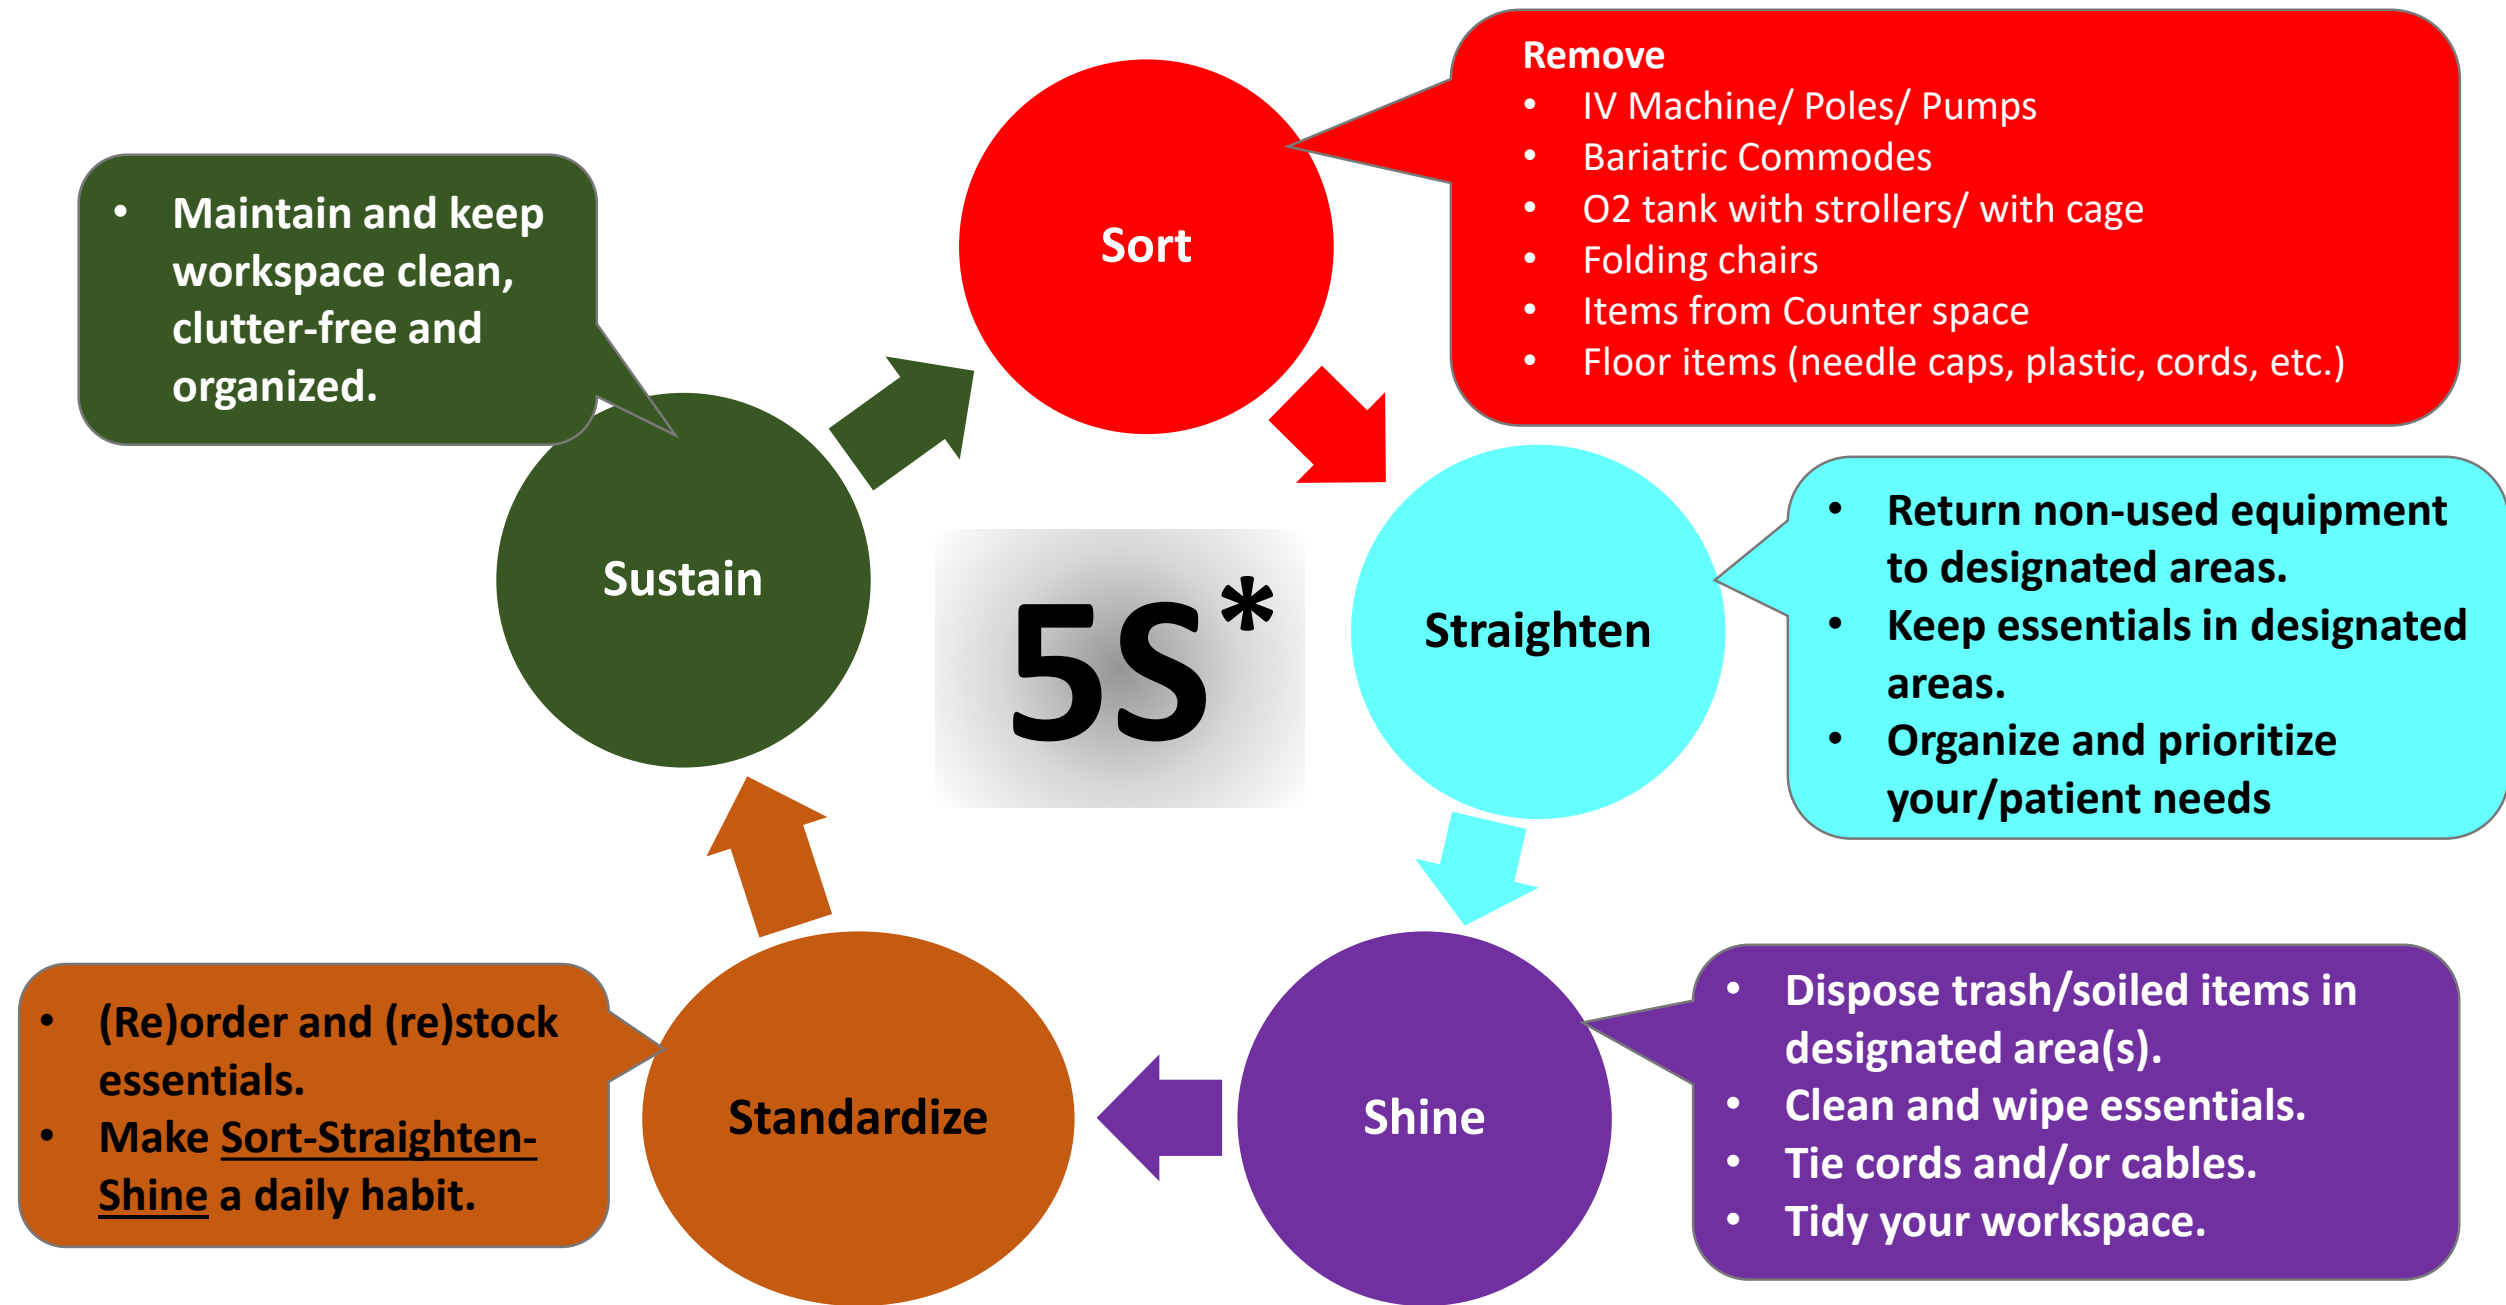 Sort
Remove
• IV Machine/ Poles/ Pumps
• Bariatric Commodes
• O2 tank with strollers/ with cage
• Folding chairs
• Items from Counter space
• Floor items (needle caps, plastic, cords, etc.)
Straighten
• Return non-used equipment
to designated areas.
• Keep essentials in designated
areas.
• Organize and prioritize
your/patient needs
Shine
• Dispose trash/soiled items in
designated area(s).
• Clean and wipe essentials.
• Tie cords and/or cables.
• Tidy your workspace.
Standardize
• (Re)order and (re)stock
essentials.
• Make Sort-Straighten-
Shine a daily habit.
Sustain
• Maintain and keep
workspace clean,
clutter-free and
organized.
5S*